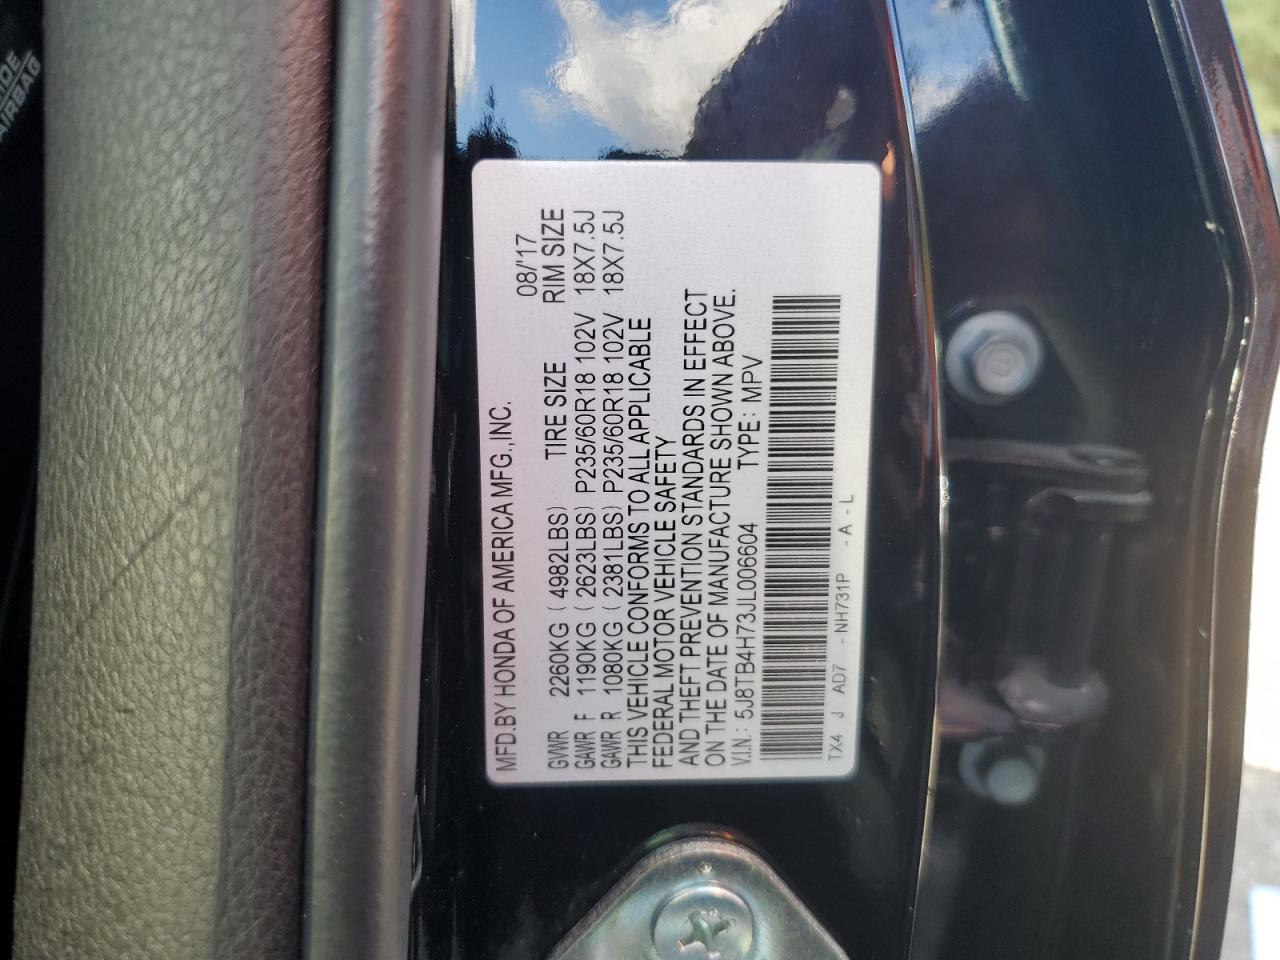 SIDE
AIRBAG
MFD.BY HONDA OF AMERICA MFG.,INC. 08/'17
TIRE SIZE RIM SIZE
GVWR 2260KG ( 4982LBS)
GAWR F 1190KG ( 2623LBS) P235/60R18 102V 18X7.5J
GAWR R 1080KG ( 2381LBS) P235/60R18 102V 18X7.5J
THIS VEHICLE CONFORMS TO ALL APPLICABLE
FEDERAL MOTOR VEHICLE SAFETY
AND THEFT PREVENTION STANDARDS IN EFFECT
ON THE DATE OF MANUFACTURE SHOWN ABOVE.
V.I.N.: 5J8TB4H73JL006604 TYPE: MPV
TX4 J AD7 -NH731P -A-L